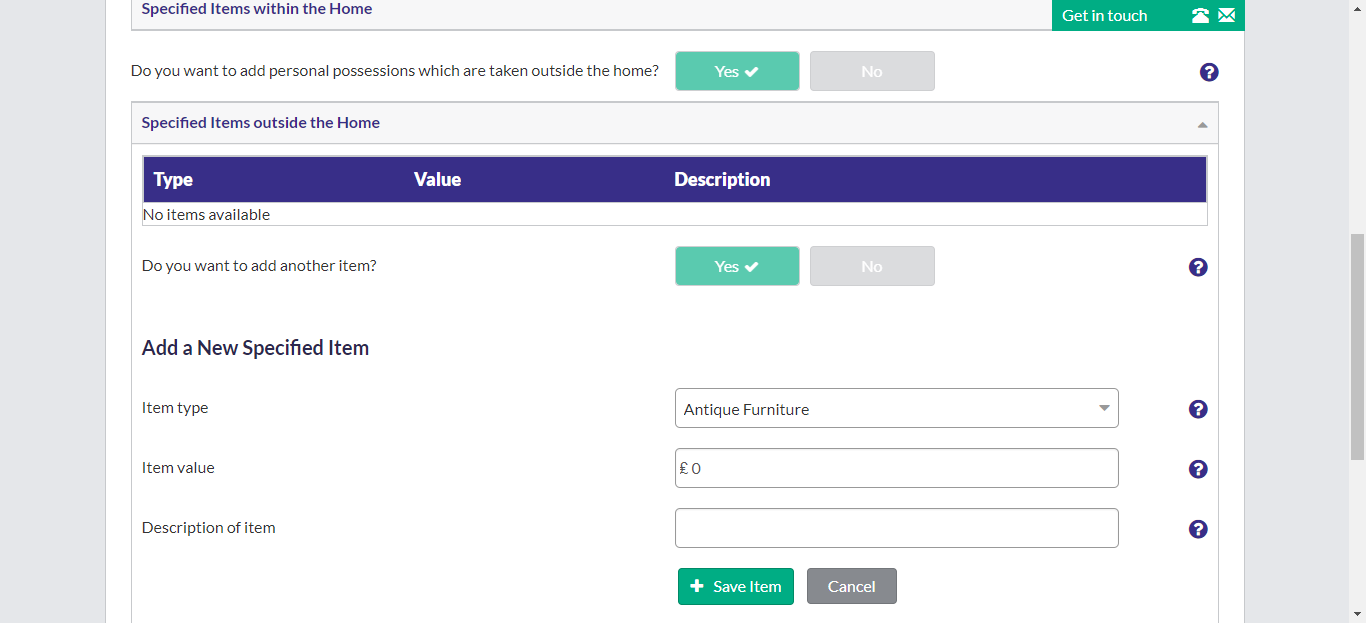 Specified Items within the Home
Get in touch
Do you want to add personal possessions which are taken outside the home? Yes No
Specified Items outside the Home
Type Value Description
No items available
Do you want to add another item? Yes No
Add a New Specified Item
Item type Antique Furniture
Item value £ 0
Description of item
Save Item Cancel